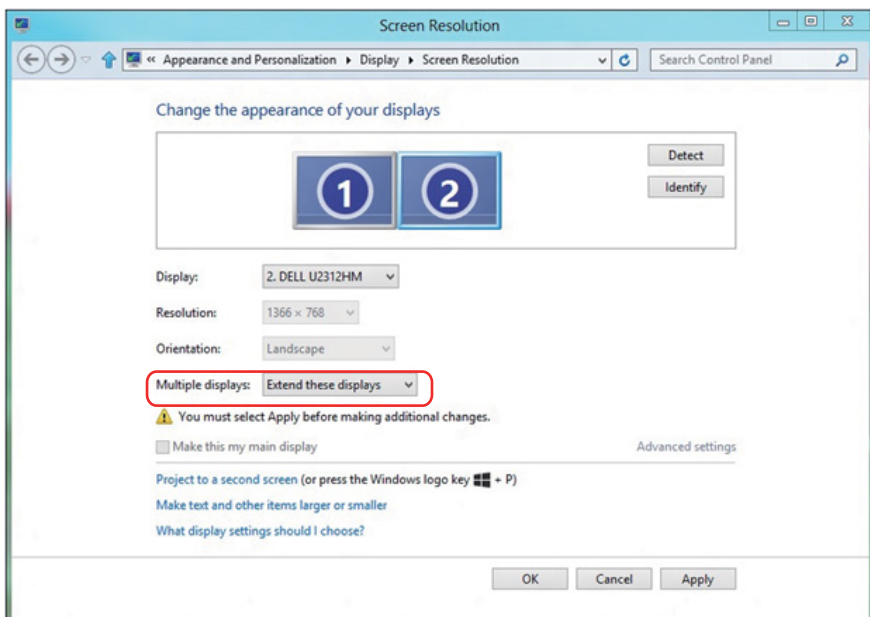 Screen Resolution
« Appearance and Personalization ▸ Display ▸ Screen Resolution
Search Control Panel
Change the appearance of your displays
1 2
Detect
Identify
Display: 2. DELL U2312HM
Resolution: 1366 × 768
Orientation: Landscape
Multiple displays: Extend these displays
You must select Apply before making additional changes.
Make this my main display Advanced settings
Project to a second screen (or press the Windows logo key + P)
Make text and other items larger or smaller
What display settings should I choose?
OK Cancel Apply